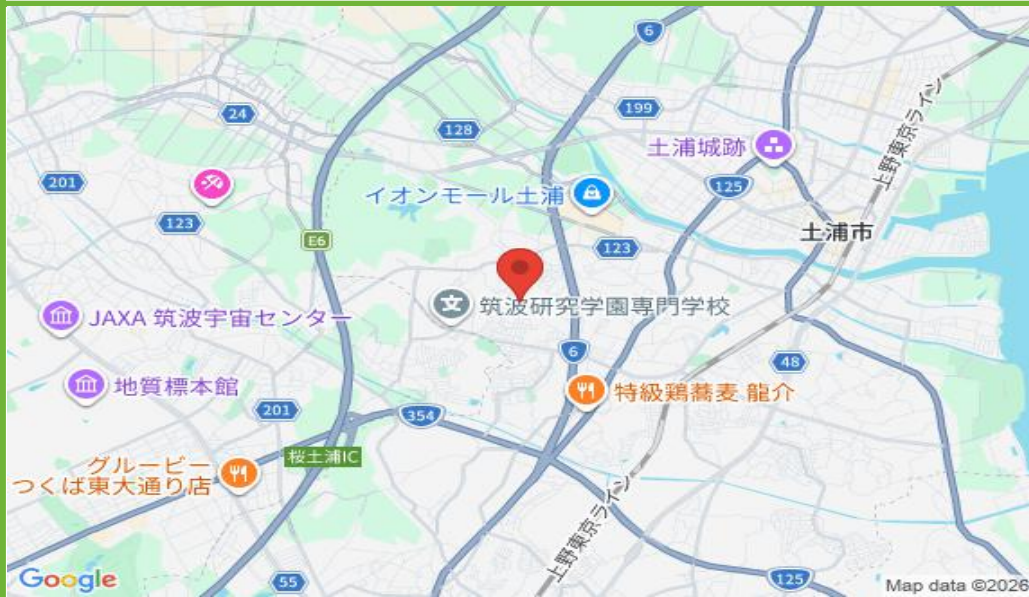 6
24
199
128
土浦城跡
上野東京ライン
201
125
イオンモール土浦
123
土浦市
123
E6
筑波研究学園専門学校
JAXA 筑波宇宙センター
6
48
地質標本館
特級鶏蕎麦 龍介
201
354
桜土浦IC
グルービー
つくば東大通り店
上野東京ライン
Google
55
125
Map data ©2026